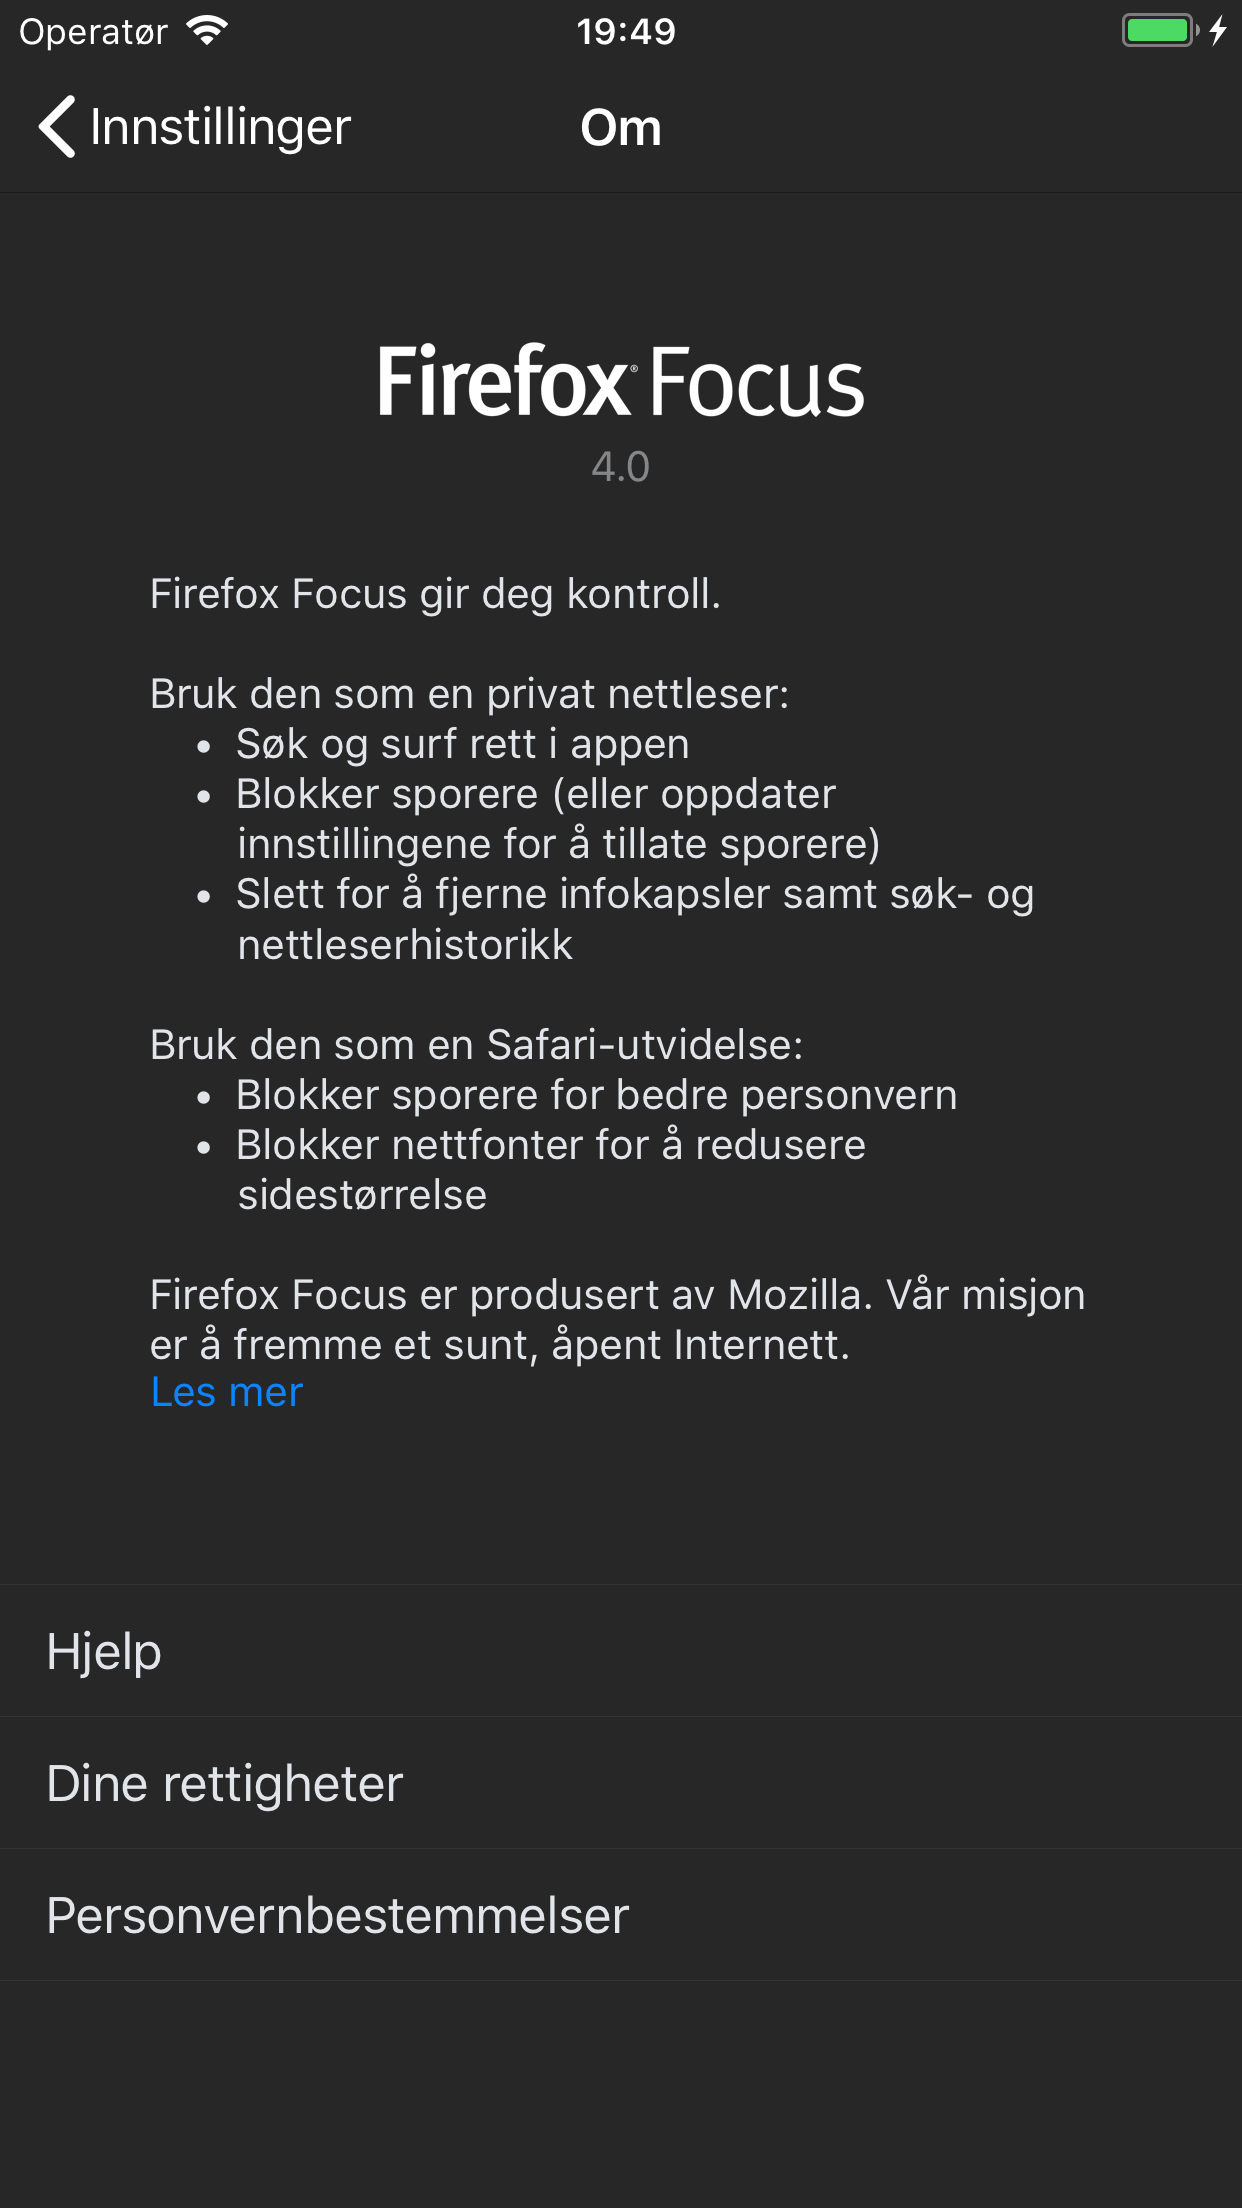 Operatør 19:49
Innstillinger Om
Firefox® Focus
4.0
Firefox Focus gir deg kontroll.
Bruk den som en privat nettleser:
• Søk og surf rett i appen
• Blokker sporere (eller oppdater
innstillingene for å tillate sporere)
• Slett for å fjerne infokapsler samt søk- og
nettleserhistorikk
Bruk den som en Safari-utvidelse:
• Blokker sporere for bedre personvern
• Blokker nettfonter for å redusere
sidestørrelse
Firefox Focus er produsert av Mozilla. Vår misjon
er å fremme et sunt, åpent Internett.
Les mer
Hjelp
Dine rettigheter
Personvernbestemmelser